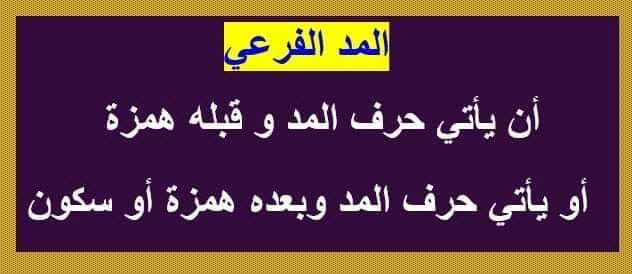 المد الفرعي
أن يأتي حرف المد و قبله همزة
أو يأتي حرف المد وبعده همزة أو سكون